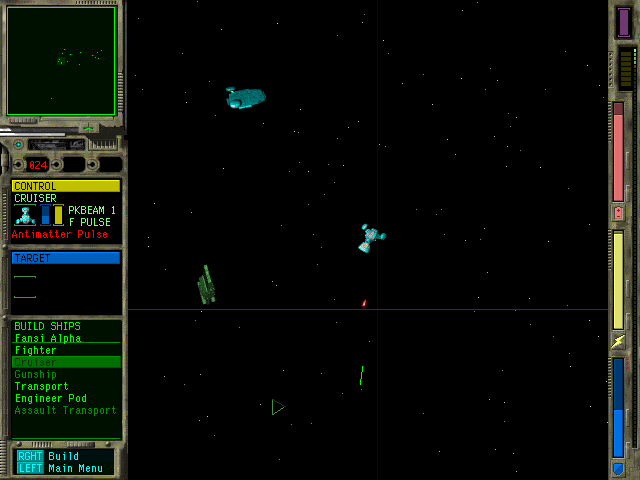 024
CONTROL
CRUISER
PKBEAM 1
F PULSE
Antimatter Pulse
TARGET
BUILD SHIPS
Fansi Alpha
Fighter
Cruiser
Gunship
Transport
Engineer Pod
Assault Transport
RGHT Build
LEFT Main Menu